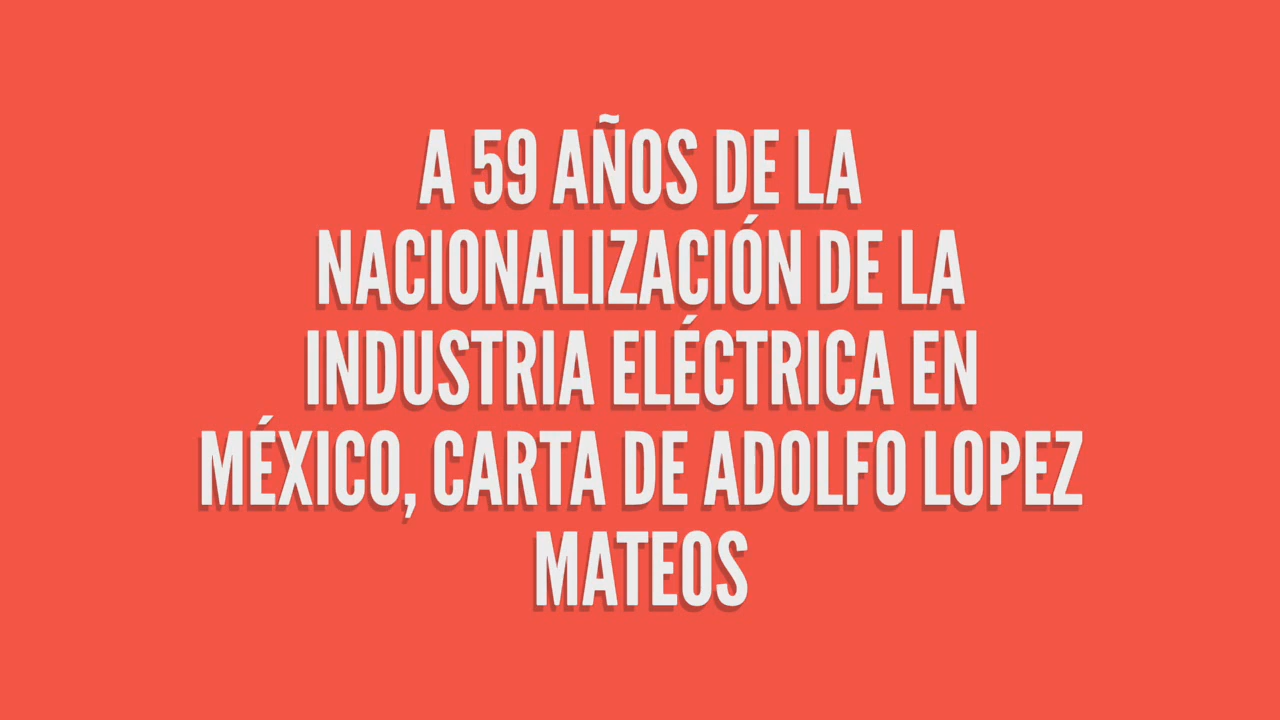 A 59 AÑOS DE LA
NACIONALIZACIÓN DE LA
INDUSTRIA ELÉCTRICA EN
MÉXICO, CARTA DE ADOLFO LOPEZ
MATEOS